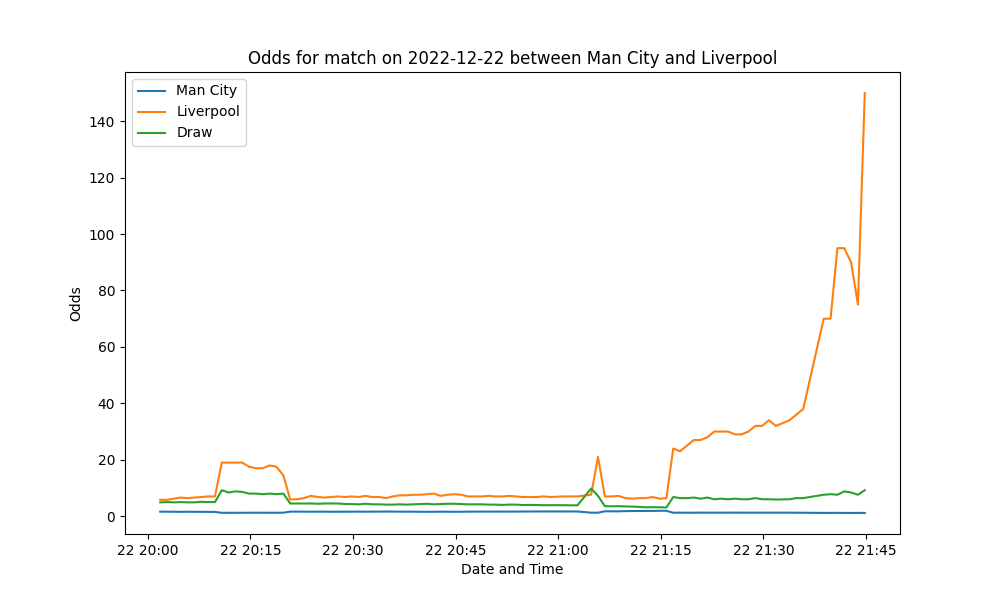 Odds for match on 2022-12-22 between Man City and Liverpool
Man City
Liverpool
Draw
140
120
100
80
60
40
20
0
Odds
22 20:00 22 20:15 22 20:30 22 20:45 22 21:00 22 21:15 22 21:30 22 21:45
Date and Time